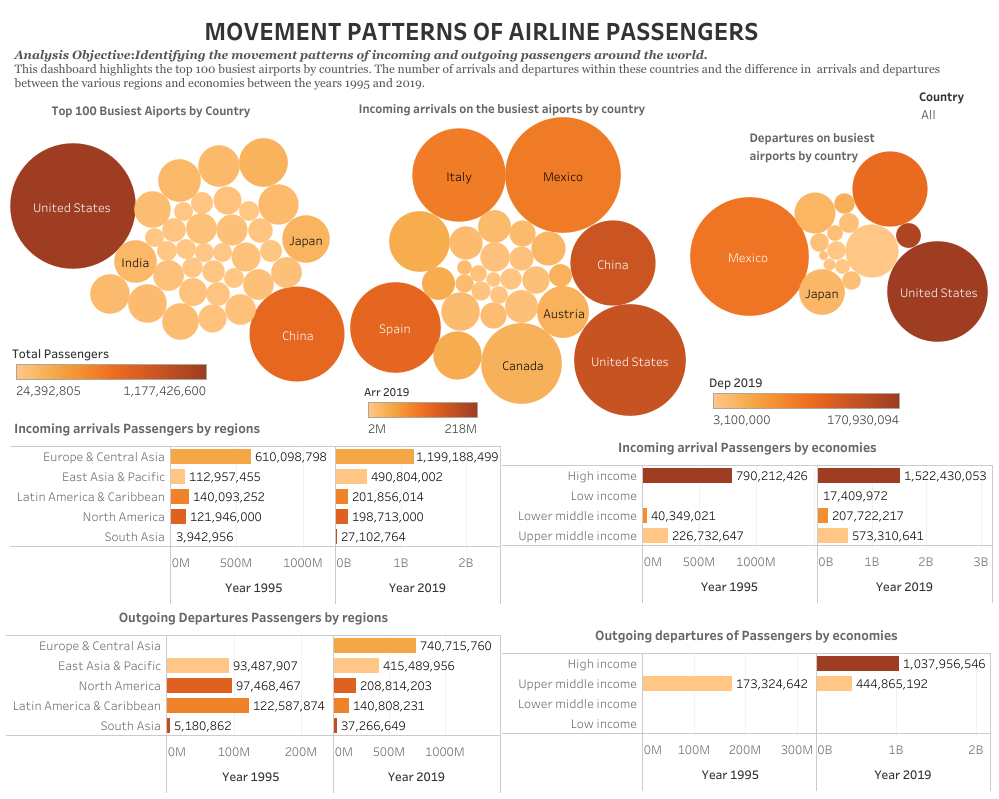 MOVEMENT PATTERNS OF AIRLINE PASSENGERS
Analysis Objective:Identifying the movement patterns of incoming and outgoing passengers around the world.
This dashboard highlights the top 100 busiest airports by countries. The number of arrivals and departures within these countries and the difference in arrivals and departures
between the various regions and economies between the years 1995 and 2019.
Country
All
Top 100 Busiest Aiports by Country
United States
India
Japan
China
Total Passengers
24,392,805 1,177,426,600
Incoming arrivals on the busiest aiports by country
Italy
Mexico
China
Spain
Austria
Canada
United States
Arr 2019
2M 218M
Departures on busiest
airports by country
Mexico
Japan
United States
Dep 2019
3,100,000 170,930,094
Incoming arrivals Passengers by regions
Europe & Central Asia 610,098,798 1,199,188,499
East Asia & Pacific 112,957,455 490,804,002
Latin America & Caribbean 140,093,252 201,856,014
North America 121,946,000 198,713,000
South Asia 3,942,956 27,102,764
0M 500M 1000M 0B 1B 2B
Year 1995 Year 2019
Incoming arrival Passengers by economies
High income 790,212,426 1,522,430,053
Low income 17,409,972
Lower middle income 40,349,021 207,722,217
Upper middle income 226,732,647 573,310,641
0M 500M 1000M 0B 1B 2B 3B
Year 1995 Year 2019
Outgoing Departures Passengers by regions
Europe & Central Asia 740,715,760
East Asia & Pacific 93,487,907 415,489,956
North America 97,468,467 208,814,203
Latin America & Caribbean 122,587,874 140,808,231
South Asia 5,180,862 37,266,649
0M 100M 200M 0M 500M 1000M
Year 1995 Year 2019
Outgoing departures of Passengers by economies
High income 1,037,956,546
Upper middle income 173,324,642 444,865,192
Lower middle income
Low income
0M 100M 200M 300M 0B 1B 2B
Year 1995 Year 2019